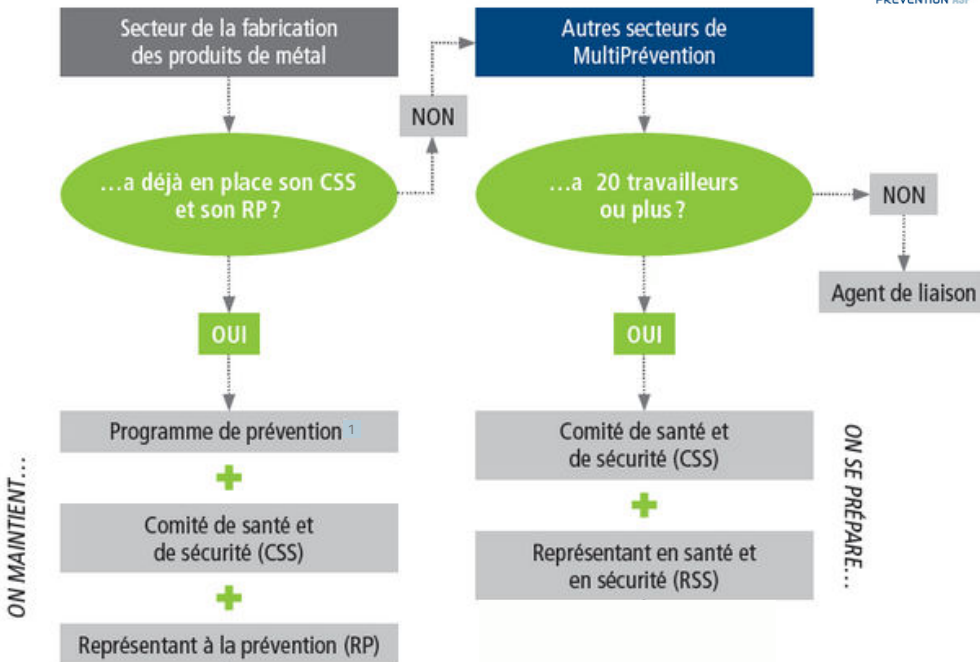 PRÉVENTION ASP
Secteur de la fabrication
des produits de métal
NON
Autres secteurs de
MultiPrévention
...a déjà en place son CSS
et son RP ?
...a 20 travailleurs
ou plus ?
NON
Agent de liaison
OUI
OUI
ON MAINTIENT...
Programme de prévention 1
Comité de santé et
de sécurité (CSS)
Représentant à la prévention (RP)
Comité de santé et
de sécurité (CSS)
Représentant en santé et
en sécurité (RSS)
ON SE PRÉPARE...